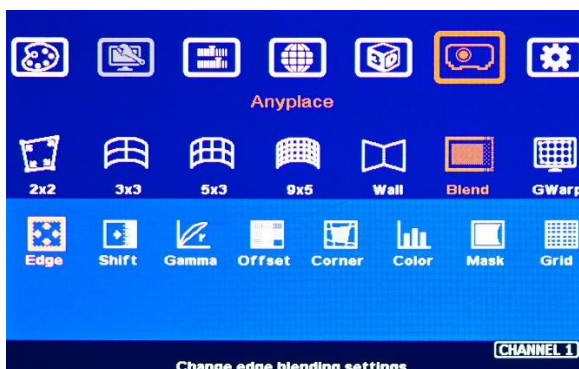 Anyplace
2x2 3x3 5x3 9x5 Wall Blend GWarp
Edge Shift Gamma Offset Corner Color Mask Grid
CHANNEL 1
Change edge blending settings